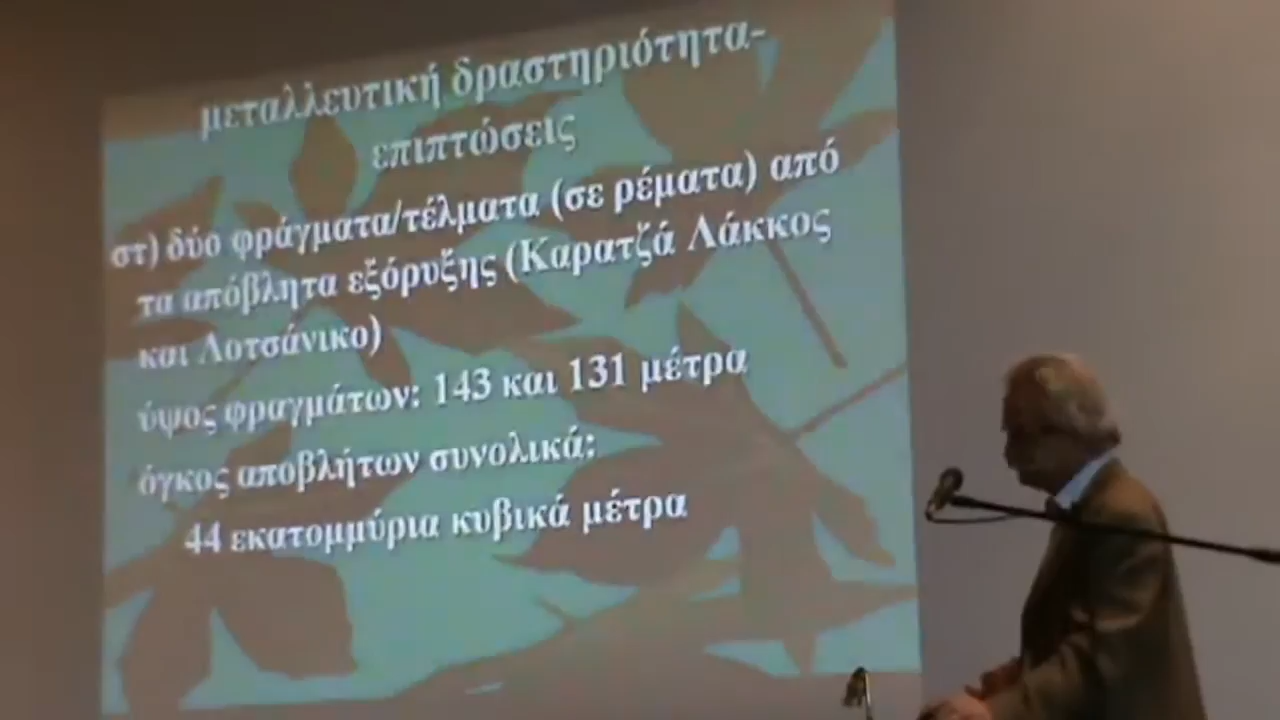 μεταλλευτική δραστηριότητα-
επιπτώσεις
στ) δύο φράγματα/τέλματα (σε ρέματα) από
τα απόβλητα εξόρυξης (Καρατζά Λάκκος
και Λοτσάνικο)
ύψος φραγμάτων: 143 και 131 μέτρα
όγκος αποβλήτων συνολικά:
44 εκατομμύρια κυβικά μέτρα